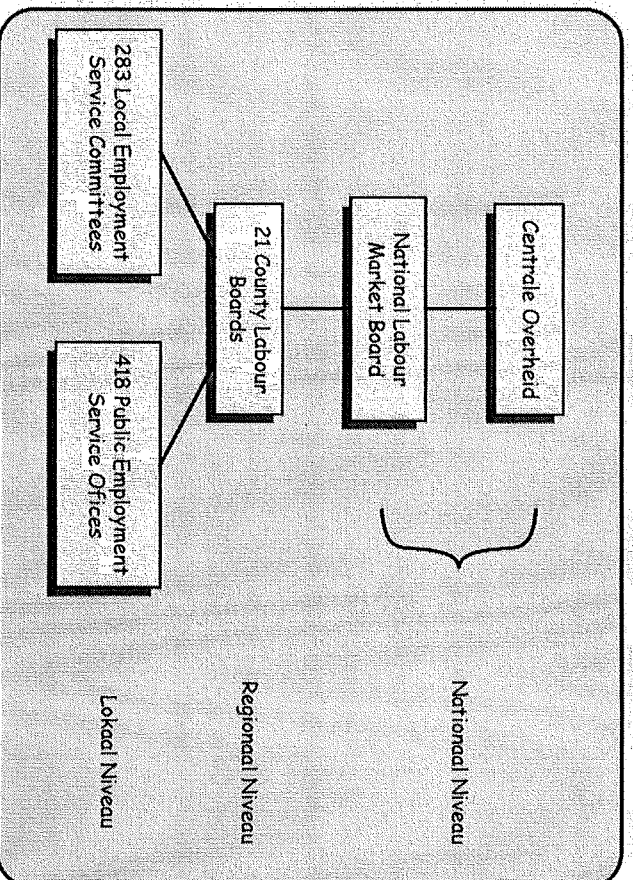 Centrale Overheid
National Labour
Market Board
Nationaal Niveau
21 County Labour
Boards
Regionaal Niveau
283 Local Employment
Service Committees
418 Public Employment
Service Ofices
Lokaal Niveau